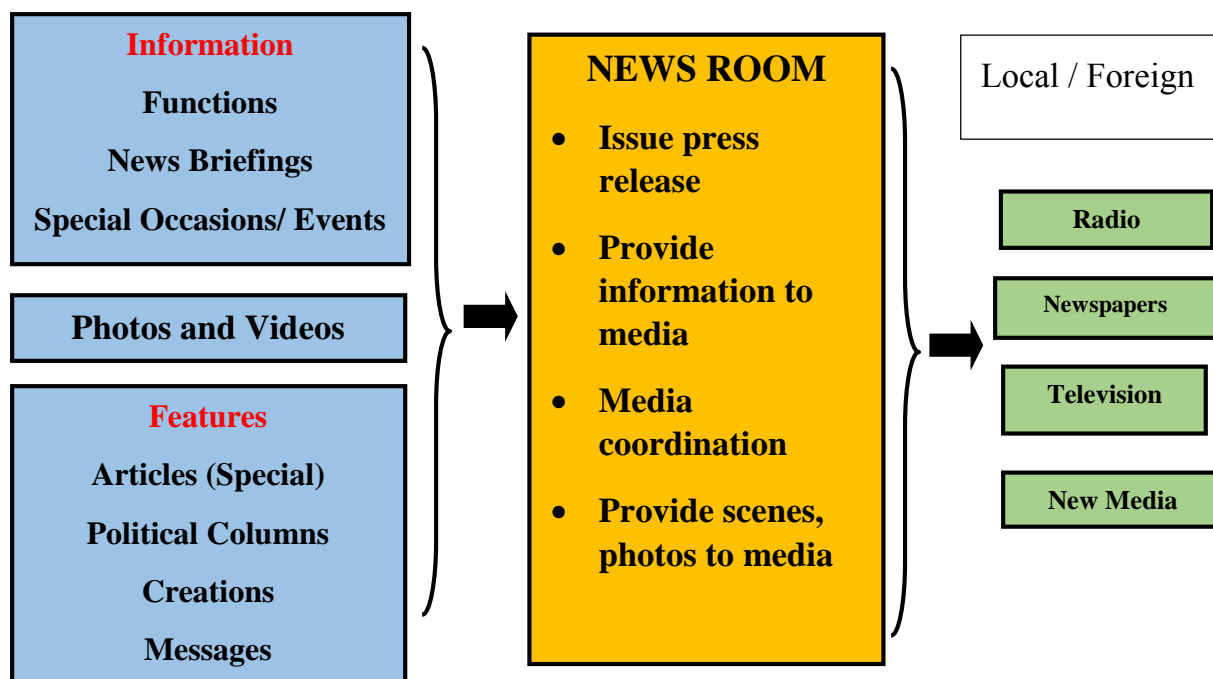 Information
Functions
News Briefings
Special Occasions/ Events
Photos and Videos
Features
Articles (Special)
Political Columns
Creations
Messages
NEWS ROOM
• Issue press
release
• Provide
information to
media
• Media
coordination
• Provide scenes,
photos to media
Local / Foreign
Radio
Newspapers
Television
New Media